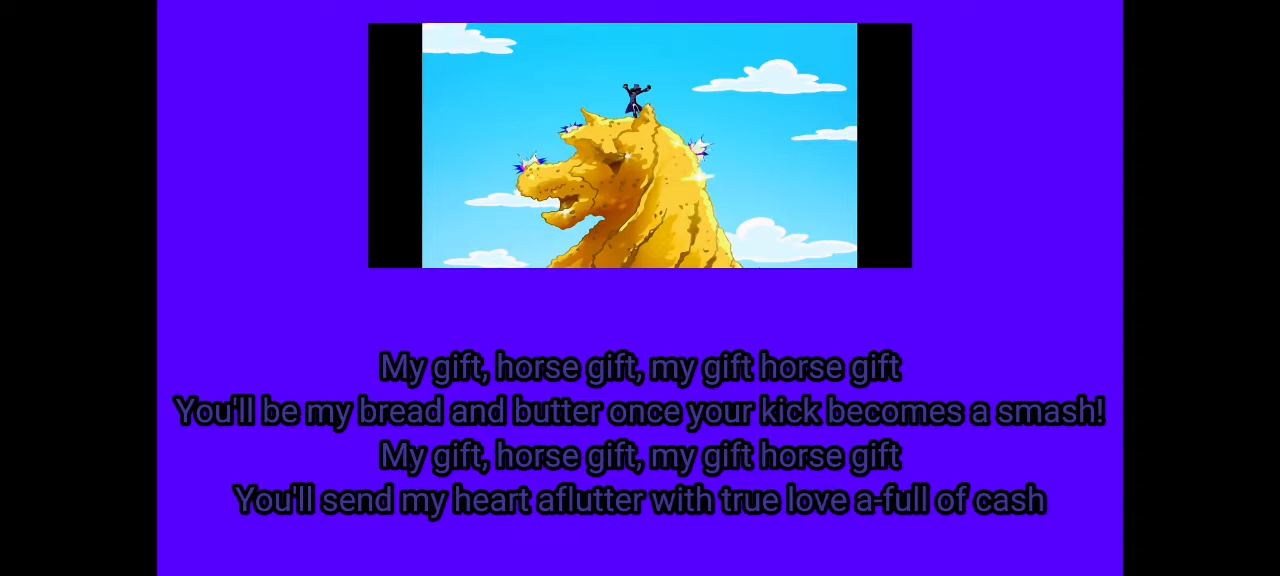 My gift, horse gift, my gift horse gift
You'll be my bread and butter once your kick becomes a smash!
My gift, horse gift, my gift horse gift
You'll send my heart aflutter with true love a-full of cash